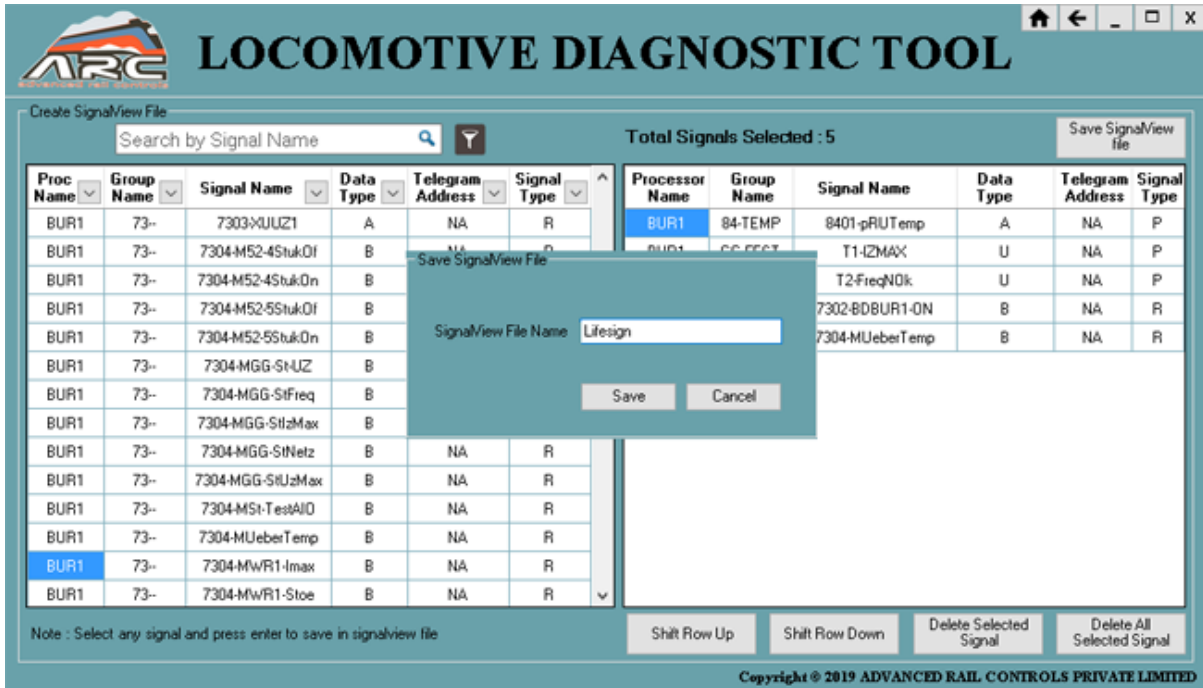 ARC
advanced rail controls
LOCOMOTIVE DIAGNOSTIC TOOL
Create SignalView File
Search by Signal Name
Total Signals Selected : 5
Save SignalView file
Proc Name Group Name Signal Name Data Type Telegram Address Signal Type
BUR1 73-- 7303-XUUZ1 A NA R
BUR1 73-- 7304-M52-4StukOf B NA
BUR1 73-- 7304-M52-4StukOn B
BUR1 73-- 7304-M52-5StukOf B
BUR1 73-- 7304-M52-5StukOn B
BUR1 73-- 7304-MGG-St-UZ B
BUR1 73-- 7304-MGG-StFreq B
BUR1 73-- 7304-MGG-StIzMax B
BUR1 73-- 7304-MGG-StNetz B NA R
BUR1 73-- 7304-MGG-StUzMax B NA R
BUR1 73-- 7304-MSt-TestAIO B NA R
BUR1 73-- 7304-MUeberTemp B NA R
BUR1 73-- 7304-MWR1-Imax B NA R
BUR1 73-- 7304-MWR1-Stoe B NA R
Processor Name Group Name Signal Name Data Type Telegram Address Signal Type
BUR1 84-TEMP 8401-pRUTemp A NA P
BUR1 T1-IZMAX U NA P
T2-FreqNOk U NA P
7302-BDBUR1-ON B NA R
7304-MUeberTemp B NA R
Save SignalView File
SignalView File Name Lifesign
Save Cancel
Note : Select any signal and press enter to save in signalview file
Shift Row Up Shift Row Down Delete Selected Signal Delete All Selected Signal
Copyright © 2019 ADVANCED RAIL CONTROLS PRIVATE LIMITED